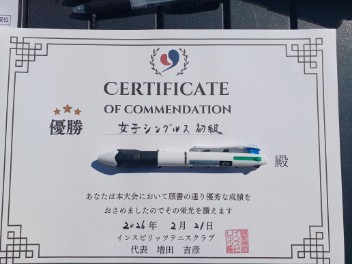 CERTIFICATE
OF COMMENDATION
優勝
女子シングルス 初級
殿
あなたは本大会において頭書の通り優秀な成績を
おさめましたのでその栄光を讃えます
2026年 2月 21日
インスピリッツテニスクラブ
代表 増田 吉彦